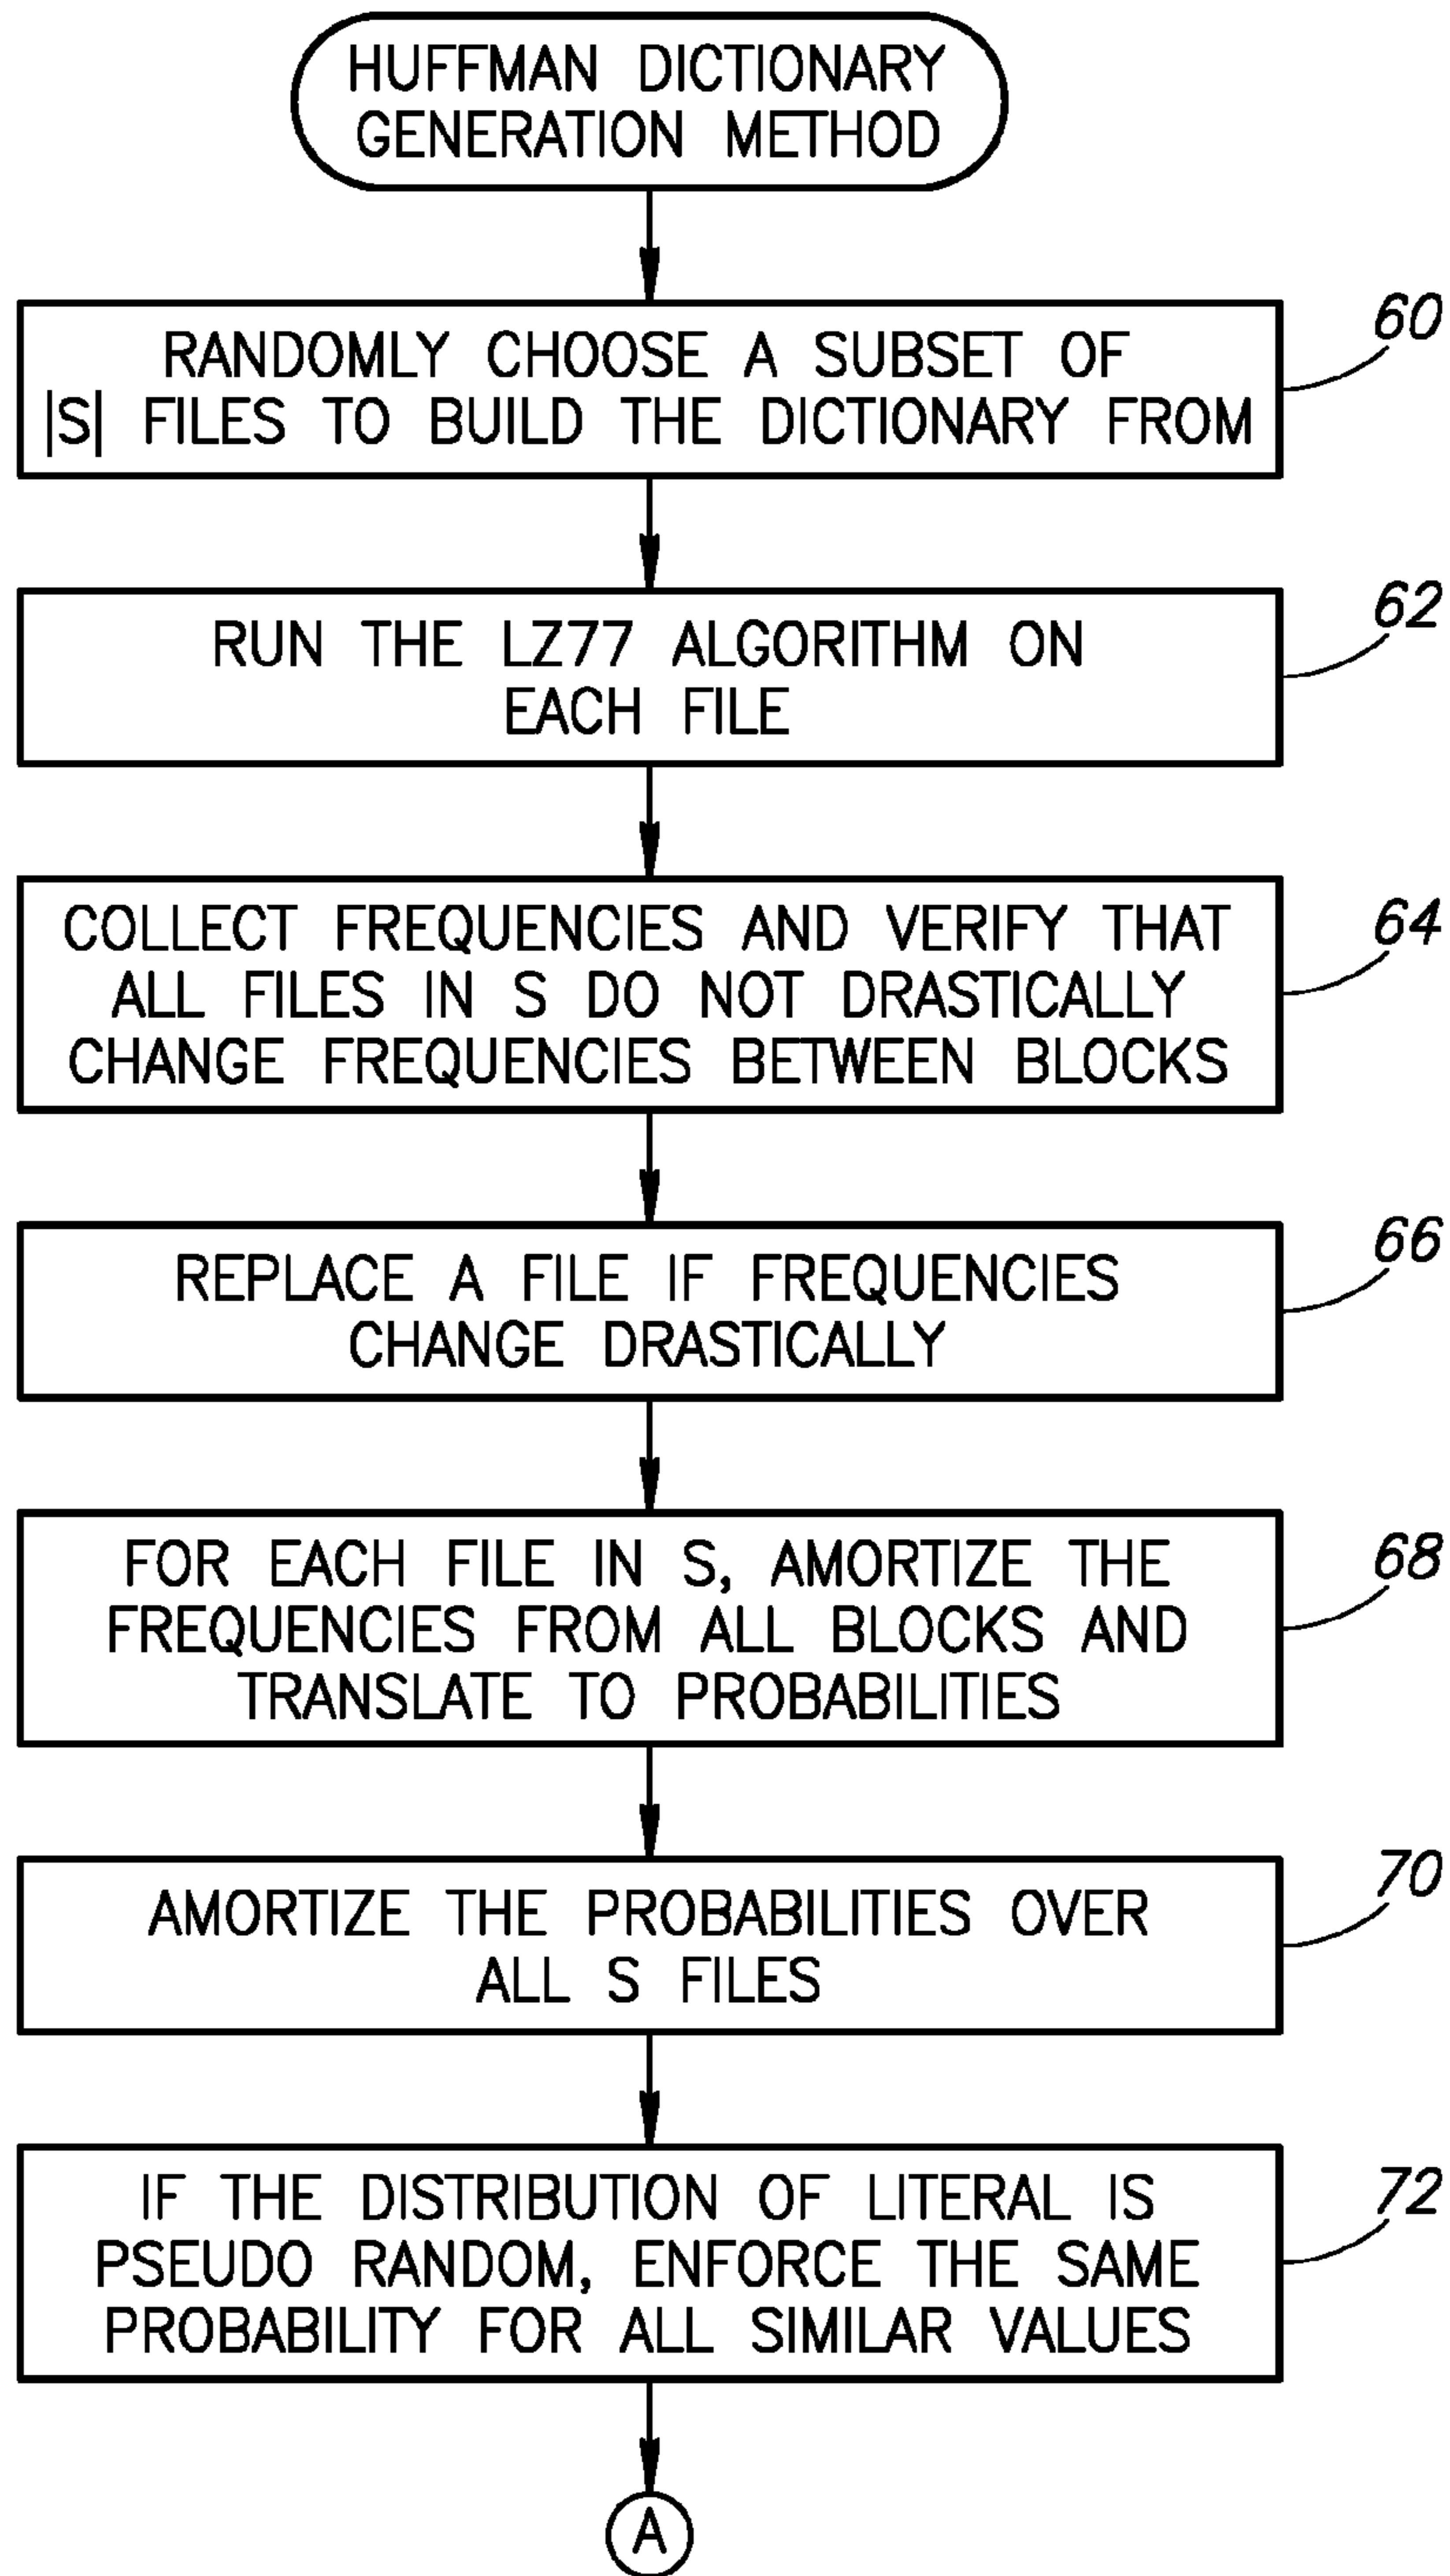 HUFFMAN DICTIONARY
GENERATION METHOD
RANDOMLY CHOOSE A SUBSET OF
|S| FILES TO BUILD THE DICTIONARY FROM
60
RUN THE LZ77 ALGORITHM ON
EACH FILE
62
COLLECT FREQUENCIES AND VERIFY THAT
ALL FILES IN S DO NOT DRASTICALLY
CHANGE FREQUENCIES BETWEEN BLOCKS
64
REPLACE A FILE IF FREQUENCIES
CHANGE DRASTICALLY
66
FOR EACH FILE IN S, AMORTIZE THE
FREQUENCIES FROM ALL BLOCKS AND
TRANSLATE TO PROBABILITIES
68
AMORTIZE THE PROBABILITIES OVER
ALL S FILES
70
IF THE DISTRIBUTION OF LITERAL IS
PSEUDO RANDOM, ENFORCE THE SAME
PROBABILITY FOR ALL SIMILAR VALUES
72
A